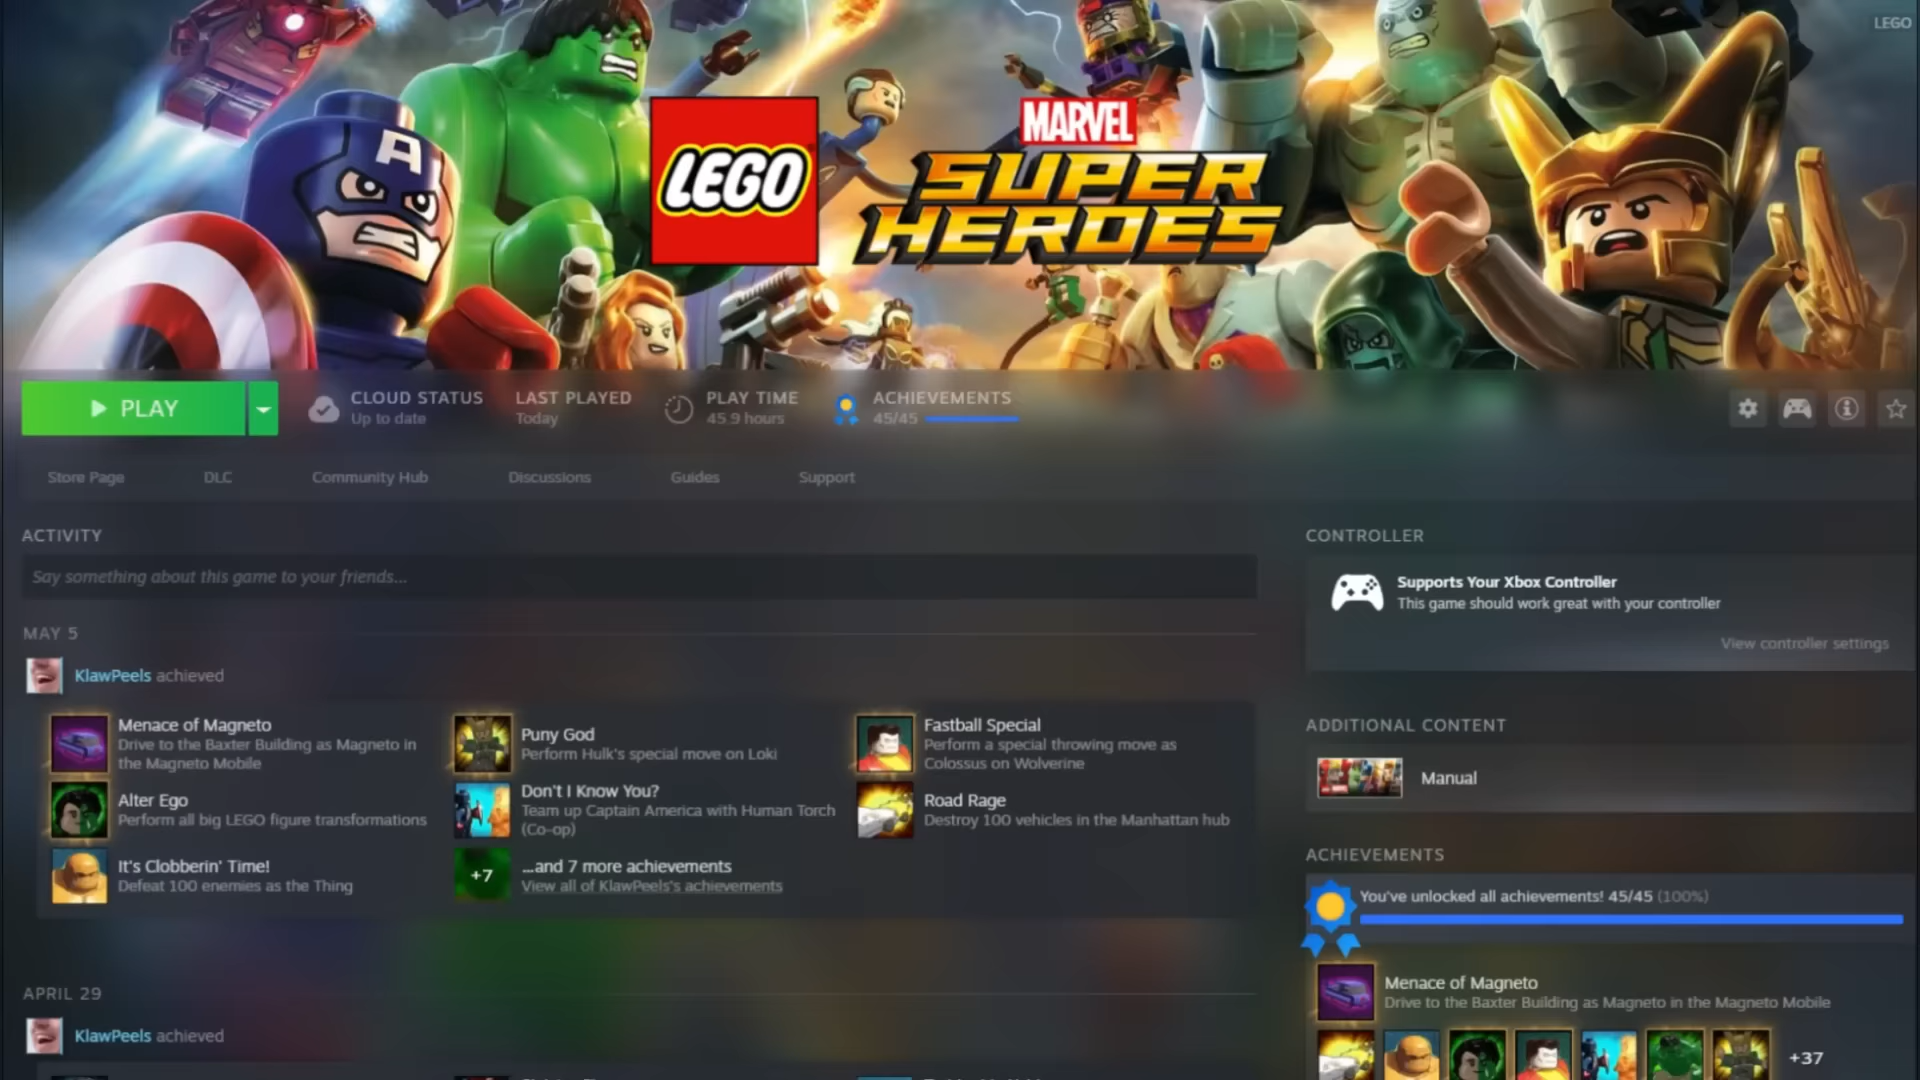 LEGO
A
LEGO
MARVEL
SUPER
HEROES
PLAY
CLOUD STATUS
Up to date
LAST PLAYED
Today
PLAY TIME
45.9 hours
ACHIEVEMENTS
45/45
Store Page
DLC
Community Hub
Discussions
Guides
Support
ACTIVITY
Say something about this game to your friends...
MAY 5
KlawPeels achieved
Menace of Magneto
Drive to the Baxter Building as Magneto in
the Magneto Mobile
Puny God
Perform Hulk's special move on Loki
Fastball Special
Perform a special throwing move as
Colossus on Wolverine
Alter Ego
Perform all big LEGO figure transformations
Don't I Know You?
Team up Captain America with Human Torch
(Co-op)
Road Rage
Destroy 100 vehicles in the Manhattan hub
It's Clobberin' Time!
Defeat 100 enemies as the Thing
+7
...and 7 more achievements
View all of KlawPeels's achievements
APRIL 29
KlawPeels achieved
CONTROLLER
Supports Your Xbox Controller
This game should work great with your controller
View controller settings
ADDITIONAL CONTENT
Manual
ACHIEVEMENTS
You've unlocked all achievements! 45/45 (100%)
Menace of Magneto
Drive to the Baxter Building as Magneto in the Magneto Mobile
+37